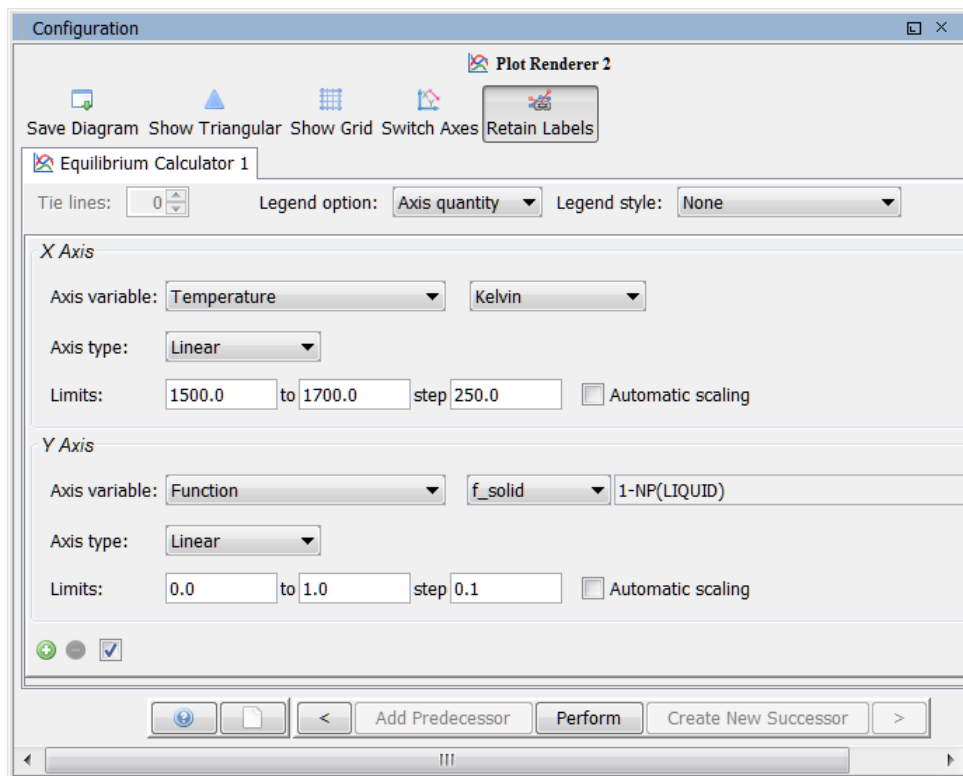 Configuration
Plot Renderer 2
Save Diagram Show Triangular Show Grid Switch Axes Retain Labels
Equilibrium Calculator 1
Tie lines: 0 Legend option: Axis quantity Legend style: None
X Axis
Axis variable: Temperature Kelvin
Axis type: Linear
Limits: 1500.0 to 1700.0 step 250.0 Automatic scaling
Y Axis
Axis variable: Function f_solid 1-NP(LIQUID)
Axis type: Linear
Limits: 0.0 to 1.0 step 0.1 Automatic scaling
< Add Predecessor Perform Create New Successor >